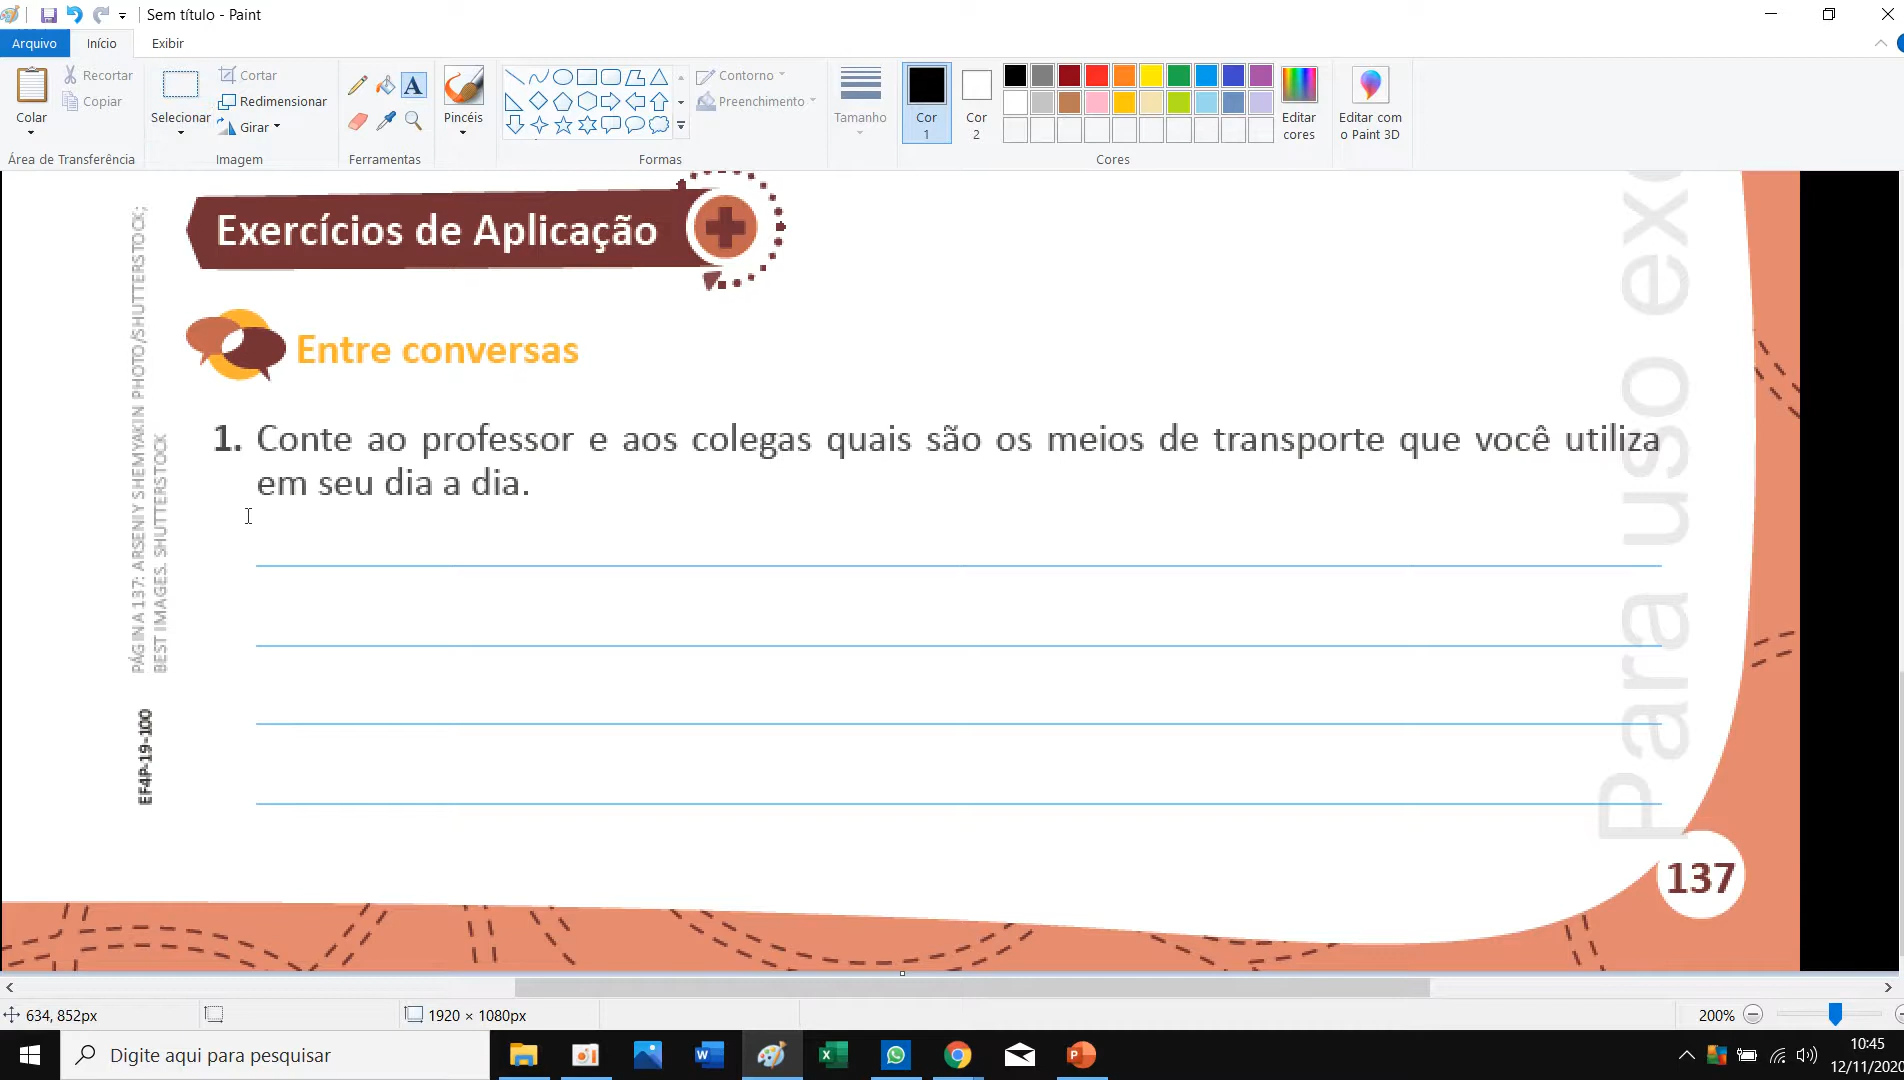 Sem título - Paint
Arquivo Início Exibir
Colar
Recortar
Copiar
Área de Transferência
Selecionar
Cortar
Redimensionar
Girar
Imagem
A
Ferramentas
Pincéis
Contorno
Preenchimento
Formas
Tamanho
Cor
1
Cor
2
Cores
Editar
cores
Editar com
o Paint 3D
Exercícios de Aplicação
Entre conversas
1. Conte ao professor e aos colegas quais são os meios de transporte que você utiliza
em seu dia a dia.
PÁGINA 137: ARSENIY SHEMYAKIN PHOTO/SHUTTERSTOCK;
BEST IMAGES. SHUTTERSTOCK
EF4P-19-100
Para uso exc
137
634, 852px
1920 × 1080px
200%
Digite aqui para pesquisar
10:45
12/11/2020